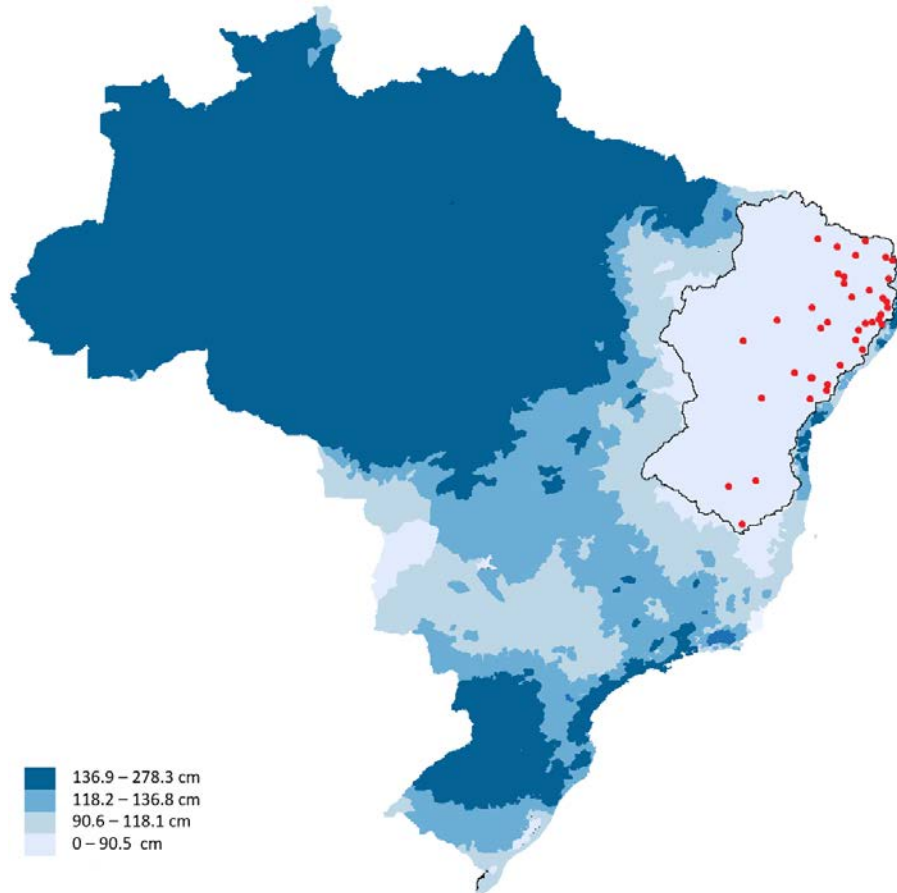 136.9 – 278.3 cm
118.2 – 136.8 cm
90.6 – 118.1 cm
0 – 90.5 cm